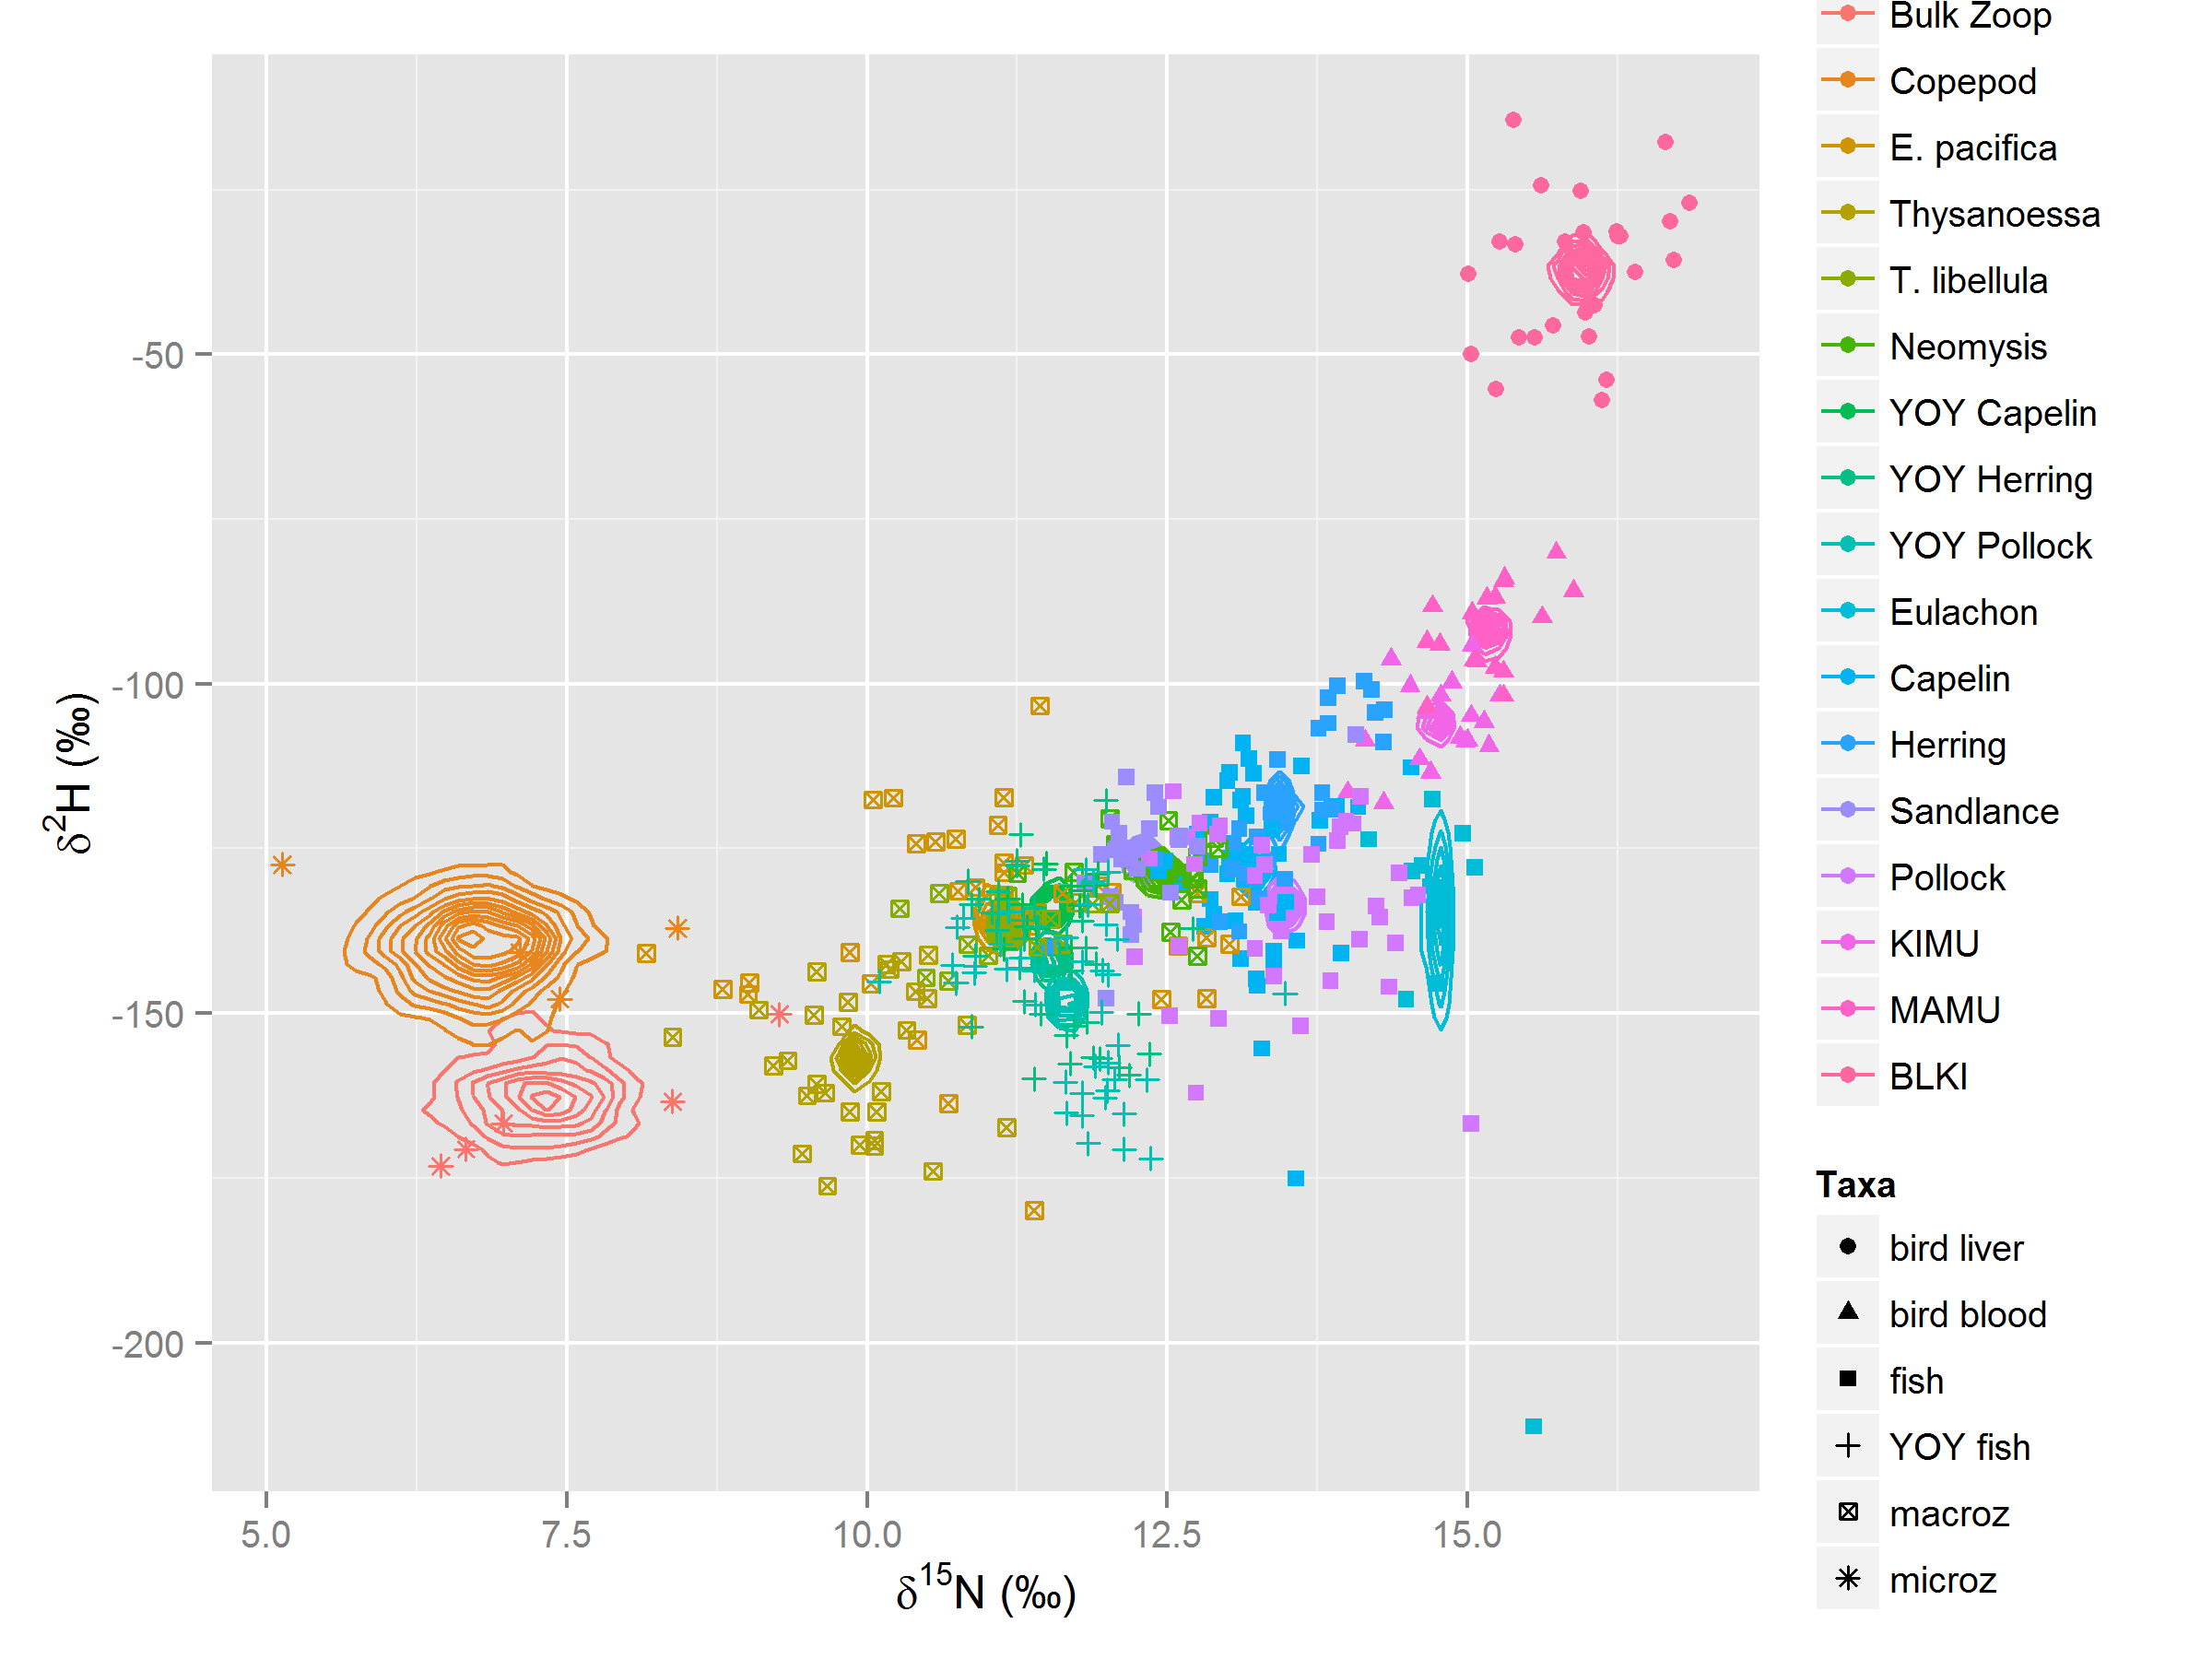 Bulk Zoop
Copepod
E. pacifica
Thysanoessa
T. libellula
Neomysis
YOY Capelin
YOY Herring
YOY Pollock
Eulachon
Capelin
Herring
Sandlance
Pollock
KIMU
MAMU
BLKI
Taxa
bird liver
bird blood
fish
YOY fish
macroz
microz
δ²H (‰)
-50
-100
-150
-200
5.0 7.5 10.0 12.5 15.0
δ¹⁵N (‰)